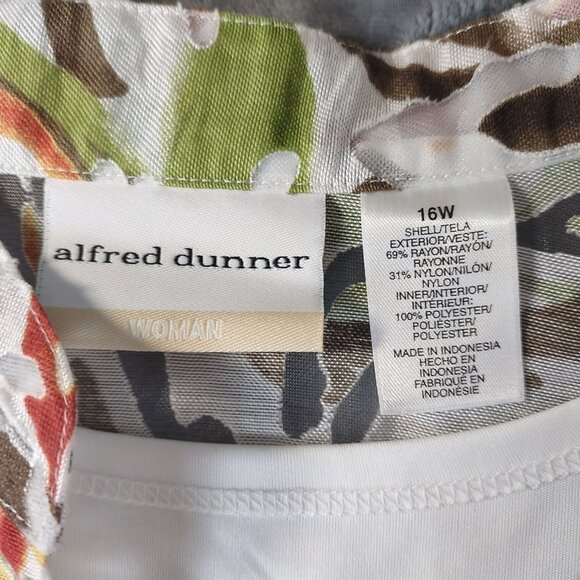 alfred dunner
WOMAN
16W
SHELL/TELA
EXTERIOR/VESTE:
69% RAYON/RAYÓN/
RAYONNE
31% NYLON/NILÓN/
NYLON
INNER/INTERIOR/
INTÉRIEUR:
100% POLYESTER/
POLIÉSTER/
POLYESTER
MADE IN INDONESIA
HECHO EN
INDONESIA
FABRIQUÉ EN
INDONÉSIE